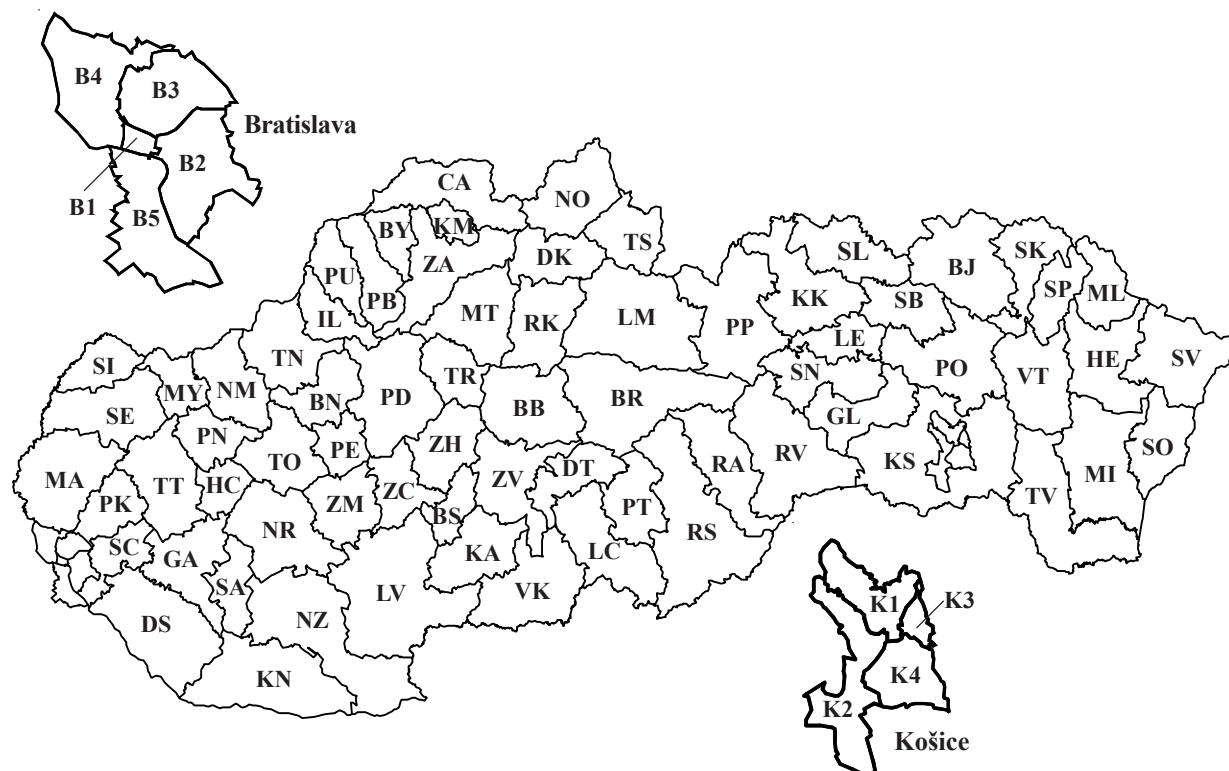 B4
B3
Bratislava
B2
B1
B5
CA
NO
BY
KM
TS
SL
SK
PU
ZA
DK
BJ
SP
ML
PB
KK
SB
IL
MT
RK
LM
PP
LE
HE
SV
SI
TN
TR
SN
PO
VT
MY
NM
BN
PD
BB
BR
SE
GL
PN
ZH
SO
TO
PE
DT
RA
RV
KS
MA
TT
HC
ZC
ZV
MI
PK
ZM
BS
PT
TV
SC
GA
NR
KA
LC
RS
SA
LV
VK
K1
K3
DS
NZ
KN
K4
K2
Košice